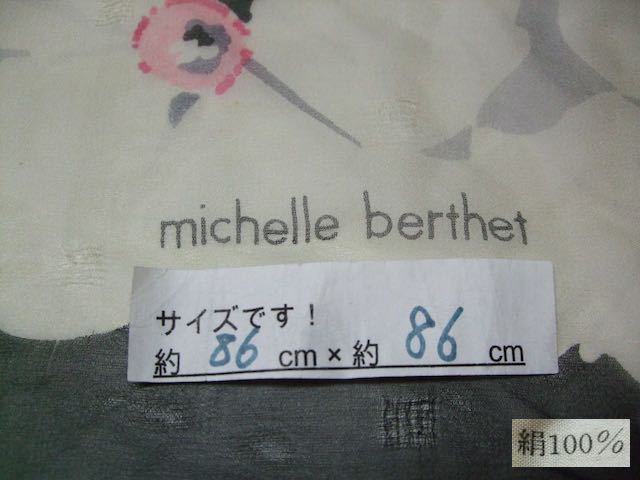 michelle berthet
サイズです！
約 86 cm × 約 86 cm
絹100%